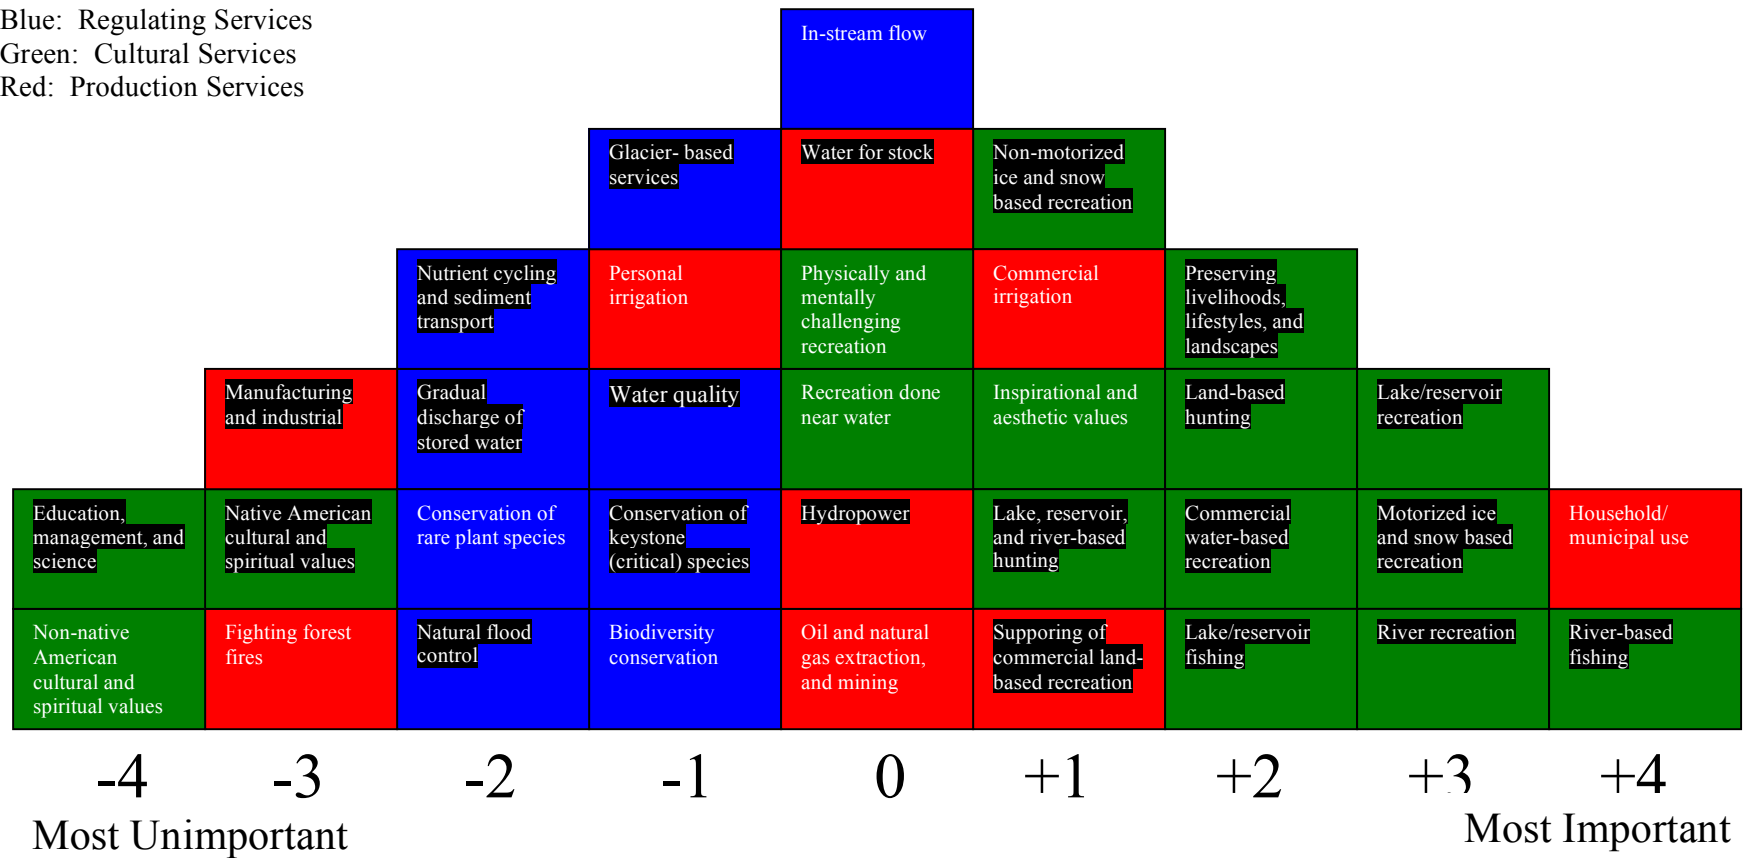 Blue:  Regulating Services
Green:  Cultural Services
Red:  Production Services
In-stream flow
Glacier- based
services
Water for stock
Non-motorized
ice and snow
based recreation
Nutrient cycling
and sediment
transport
Personal
irrigation
Physically and
mentally
challenging
recreation
Commercial
irrigation
Preserving
livelihoods,
lifestyles, and
landscapes
Manufacturing
and industrial
Gradual
discharge of
stored water
Water quality
Recreation done
near water
Inspirational and
aesthetic values
Land-based
hunting
Lake/reservoir
recreation
Education,
management, and
science
Native American
cultural and
spiritual values
Conservation of
rare plant species
Conservation of
keystone
(critical) species
Hydropower
Lake, reservoir,
and river-based
hunting
Commercial
water-based
recreation
Motorized ice
and snow based
recreation
Household/
municipal use
Non-native
American
cultural and
spiritual values
Fighting forest
fires
Natural flood
control
Biodiversity
conservation
Oil and natural
gas extraction,
and mining
Supporing of
commercial land-
based recreation
Lake/reservoir
fishing
River recreation
River-based
fishing
-4 -3 -2 -1 0 +1 +2 +3 +4
Most Unimportant
Most Important